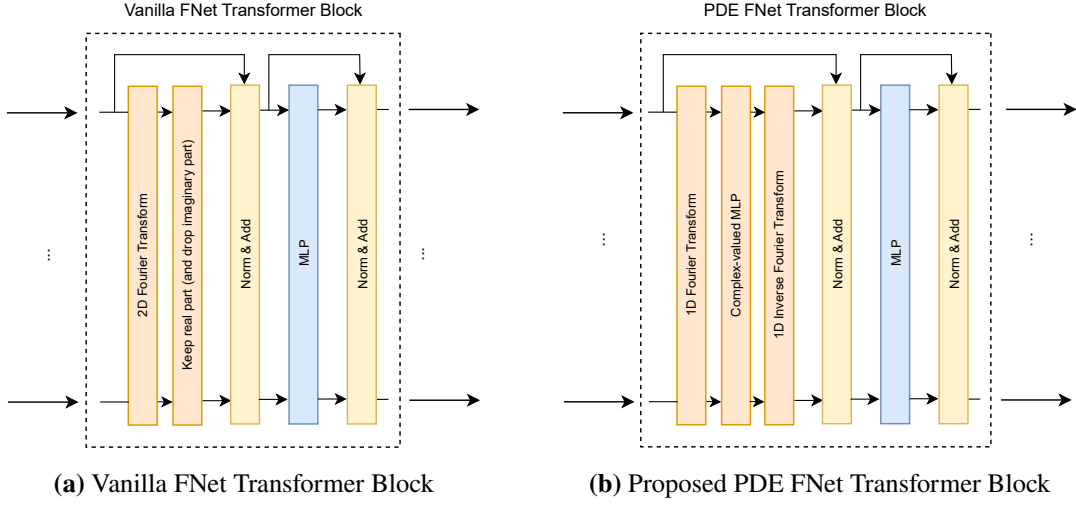 Vanilla FNet Transformer Block
2D Fourier Transform
Keep real part (and drop imaginary part)
Norm & Add
MLP
Norm & Add
...
...
(a) Vanilla FNet Transformer Block
PDE FNet Transformer Block
1D Fourier Transform
Complex-valued MLP
1D Inverse Fourier Transform
Norm & Add
MLP
Norm & Add
...
...
(b) Proposed PDE FNet Transformer Block